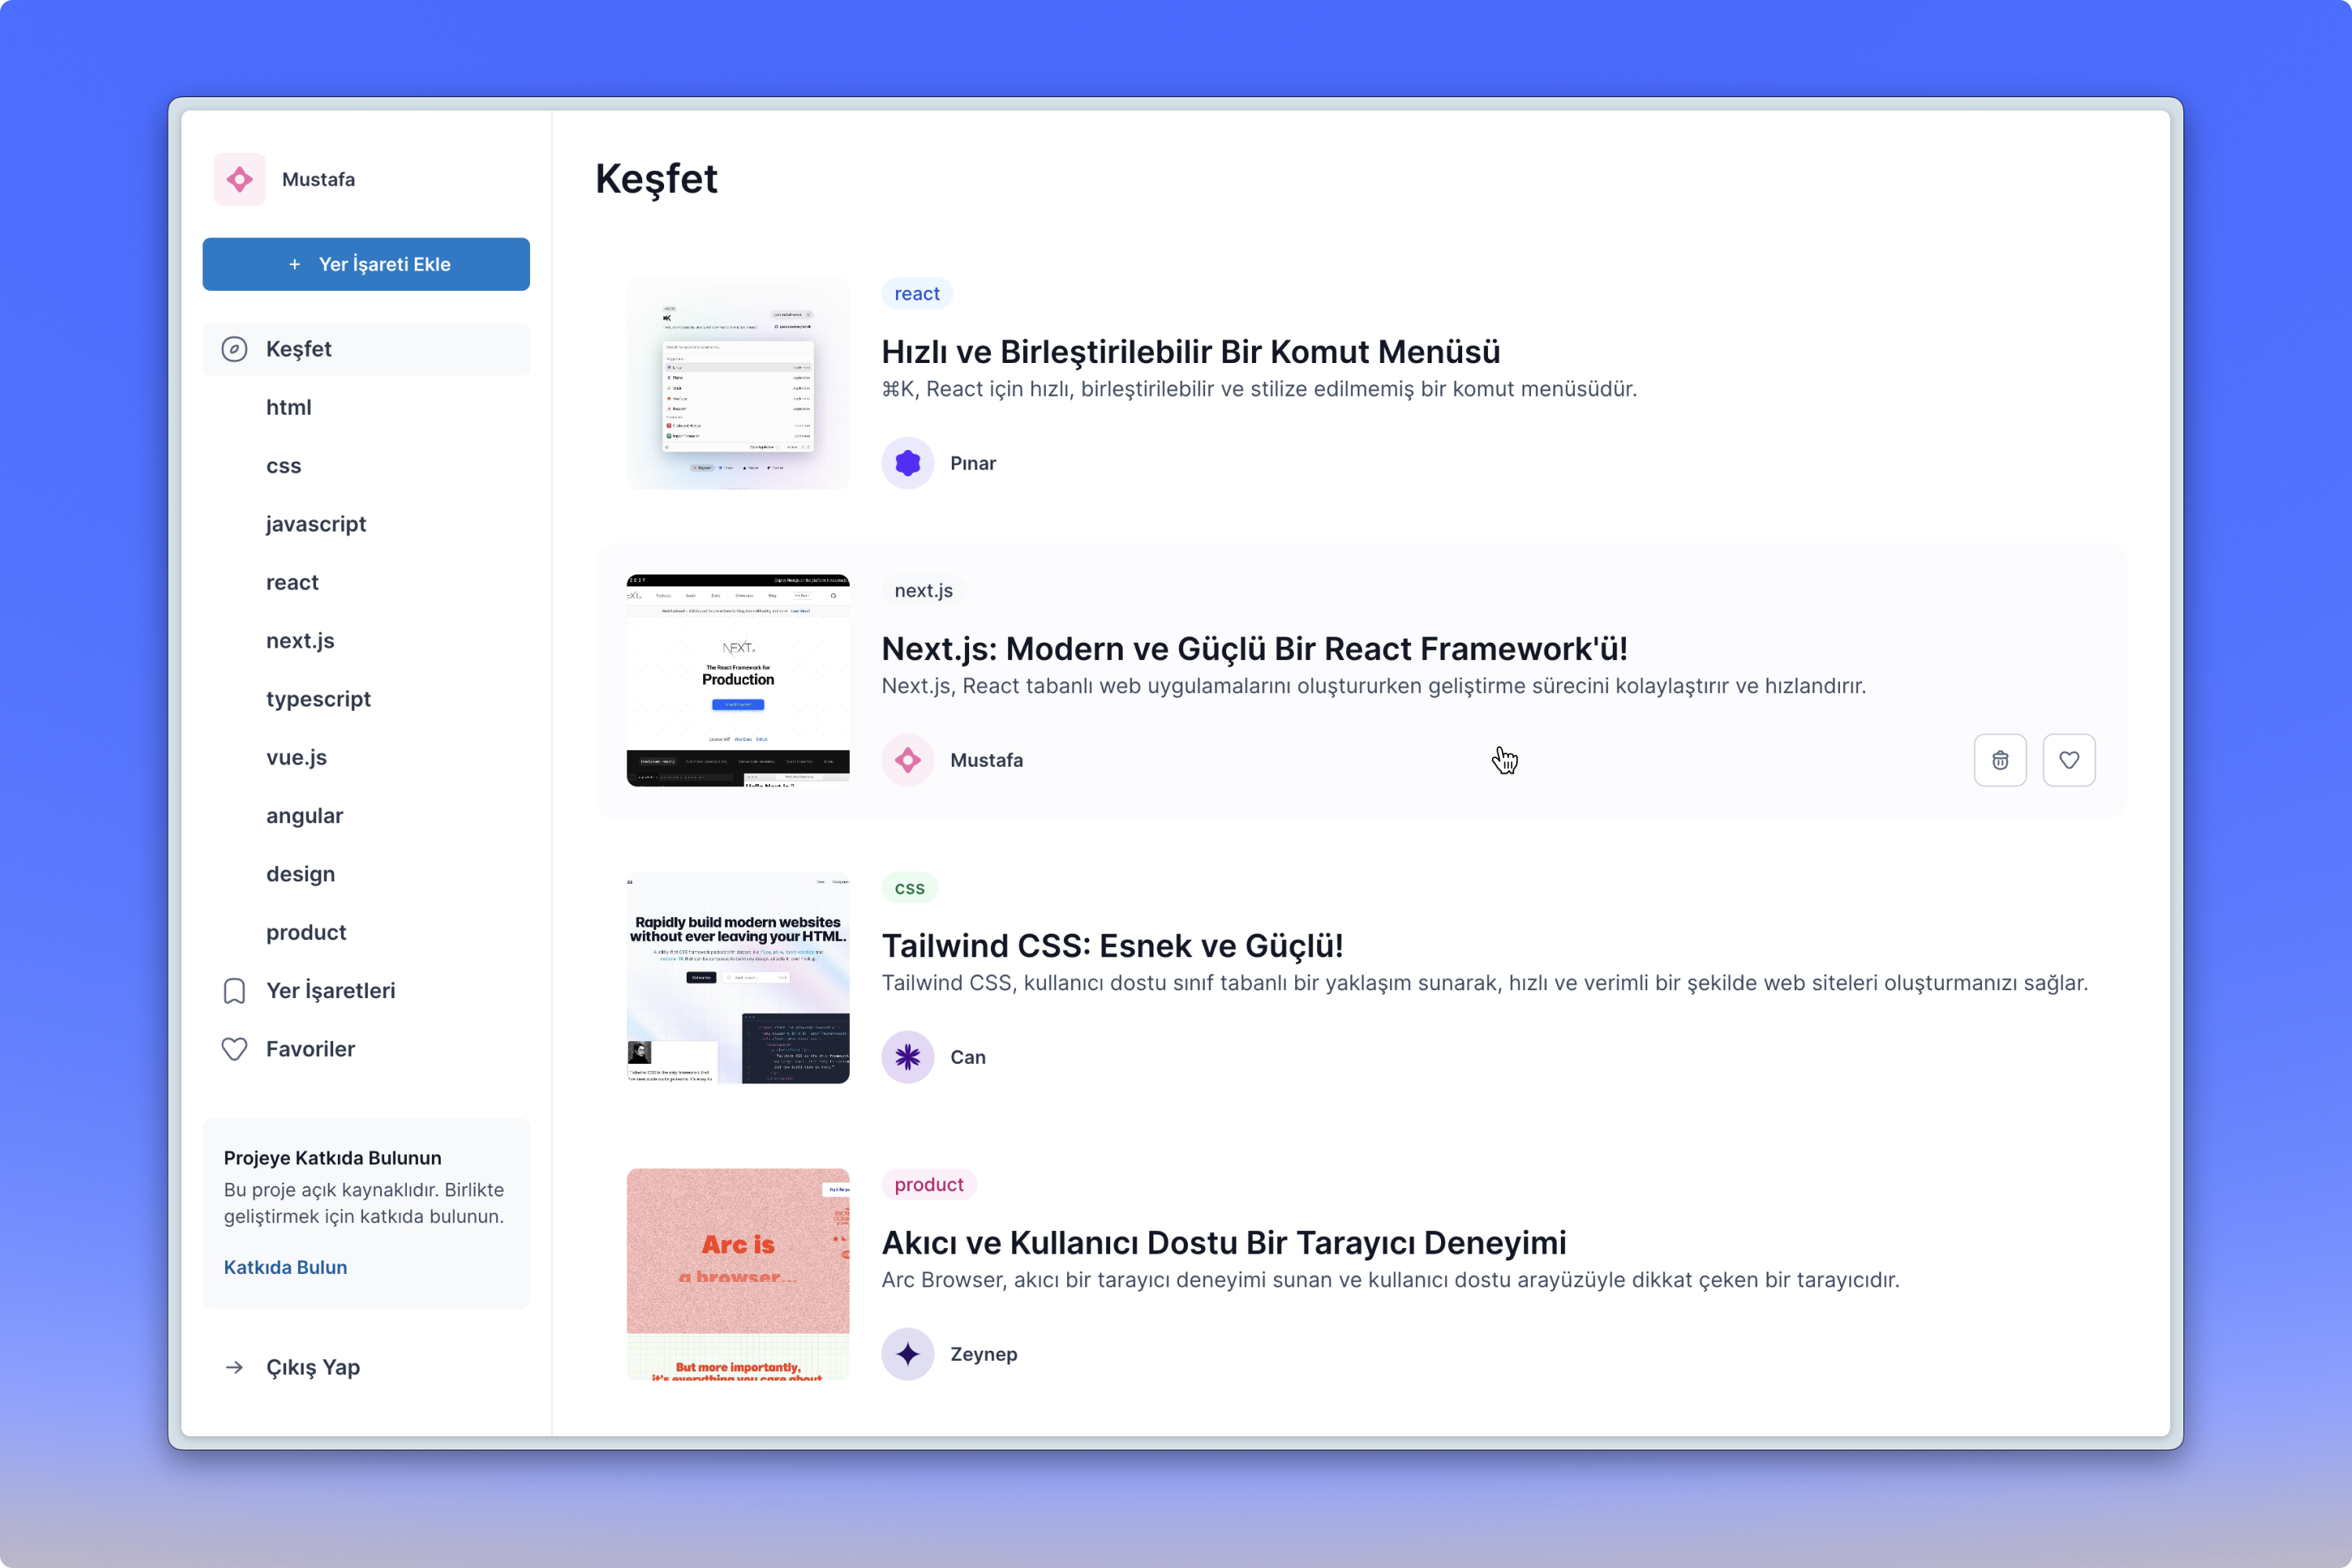 Mustafa
+ Yer İşareti Ekle
Keşfet
html
css
javascript
react
next.js
typescript
vue.js
angular
design
product
Yer İşaretleri
Favoriler
Projeye Katkıda Bulunun
Bu proje açık kaynaklıdır. Birlikte
geliştirmek için katkıda bulunun.
Katkıda Bulun
Çıkış Yap
Keşfet
react
Hızlı ve Birleştirilebilir Bir Komut Menüsü
⌘K, React için hızlı, birleştirilebilir ve stilize edilmemiş bir komut menüsüdür.
Pınar
NEXT.
The React Framework for
Production
next.js
Next.js: Modern ve Güçlü Bir React Framework'ü!
Next.js, React tabanlı web uygulamalarını oluştururken geliştirme sürecini kolaylaştırır ve hızlandırır.
Mustafa
Rapidly build modern websites
without ever leaving your HTML.
css
Tailwind CSS: Esnek ve Güçlü!
Tailwind CSS, kullanıcı dostu sınıf tabanlı bir yaklaşım sunarak, hızlı ve verimli bir şekilde web siteleri oluşturmanızı sağlar.
Can
Arc is
a browser...
But more importantly,
it's everything you care about
product
Akıcı ve Kullanıcı Dostu Bir Tarayıcı Deneyimi
Arc Browser, akıcı bir tarayıcı deneyimi sunan ve kullanıcı dostu arayüzüyle dikkat çeken bir tarayıcıdır.
Zeynep